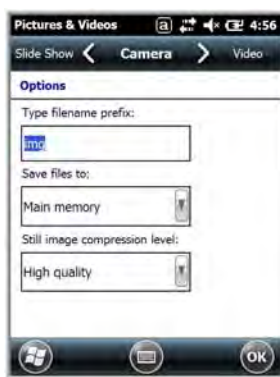 Pictures & Videos a 4:56
Slide Show Camera Video
Options
Type filename prefix:
img
Save files to:
Main memory
Still image compression level:
High quality
OK